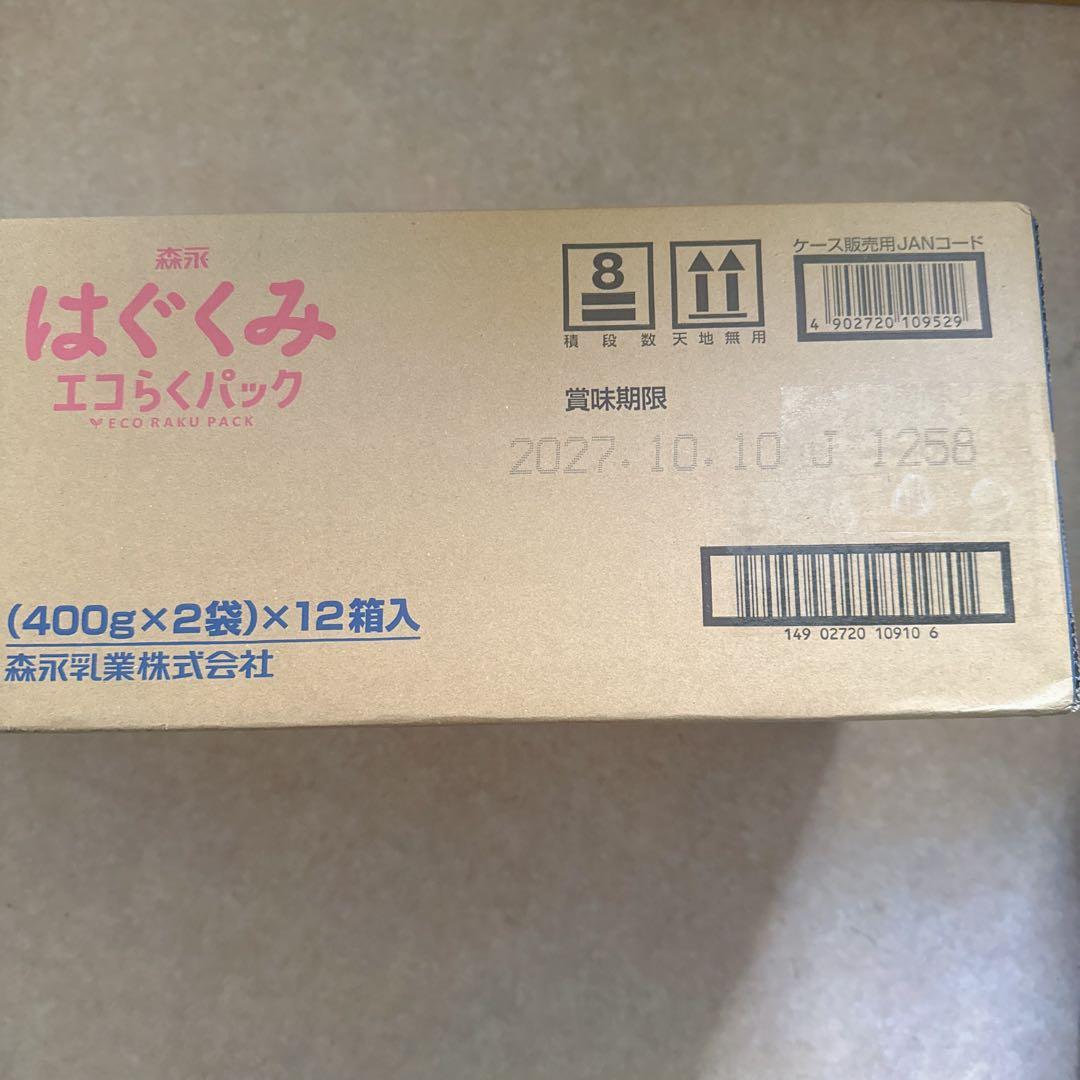 森永
はぐくみ
エコらくパック
ECO RAKU PACK
8
積段数
天地無用
ケース販売用JANコード
4 902720 109529
賞味期限
2027.10.10 J 1258
(400g×2袋)×12箱入
森永乳業株式会社
149 02720 10910 6